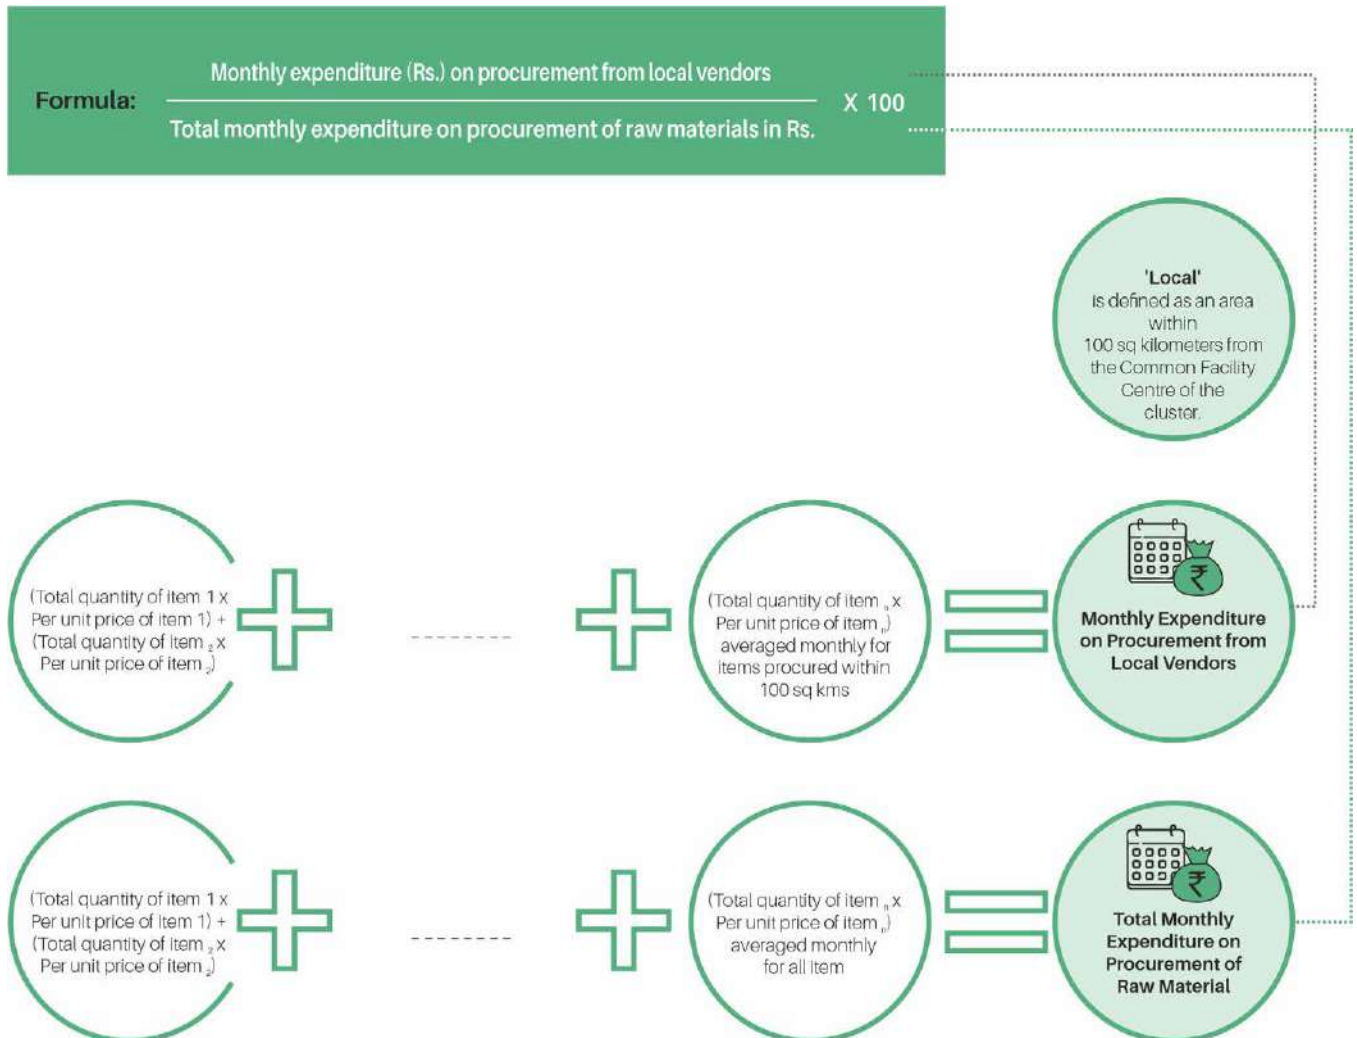 Formula:
Monthly expenditure (Rs.) on procurement from local vendors
Total monthly expenditure on procurement of raw materials in Rs.
X 100
'Local'
is defined as an area
within
100 sq kilometers from
the Common Facility
Centre of the
cluster.
(Total quantity of item 1 x
Per unit price of item 1) +
(Total quantity of item ₂ x
Per unit price of item ₂)
(Total quantity of item ₙ x
Per unit price of item ₙ)
averaged monthly for
items procured within
100 sq kms
₹
Monthly Expenditure
on Procurement from
Local Vendors
(Total quantity of item 1 x
Per unit price of item 1) +
(Total quantity of item ₂ x
Per unit price of item ₂)
(Total quantity of item ₙ x
Per unit price of item ₙ)
averaged monthly
for all item
₹
Total Monthly
Expenditure on
Procurement of
Raw Material